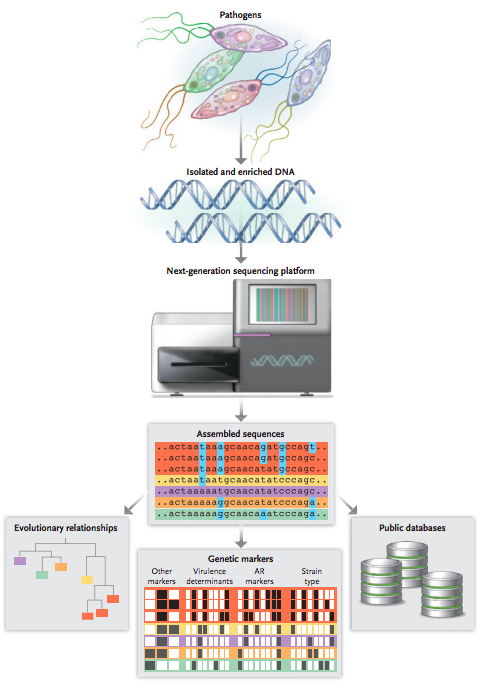 Pathogens
Isolated and enriched DNA
Next-generation sequencing platform
Assembled sequences
..actaataaagcaacagatgccagt..
..actaataaagcaacagatgccagc..
..actaataaagcaacatatgccagc..
..actaataatgcaacatatcccagc..
..actaaaaatgcaacatatcccagc..
..actaaaaaggcaacatatcccaga..
..actaaaaaggcaacaaatcccaga..
Evolutionary relationships
Public databases
Genetic markers
Other markers
Virulence determinants
AR markers
Strain type